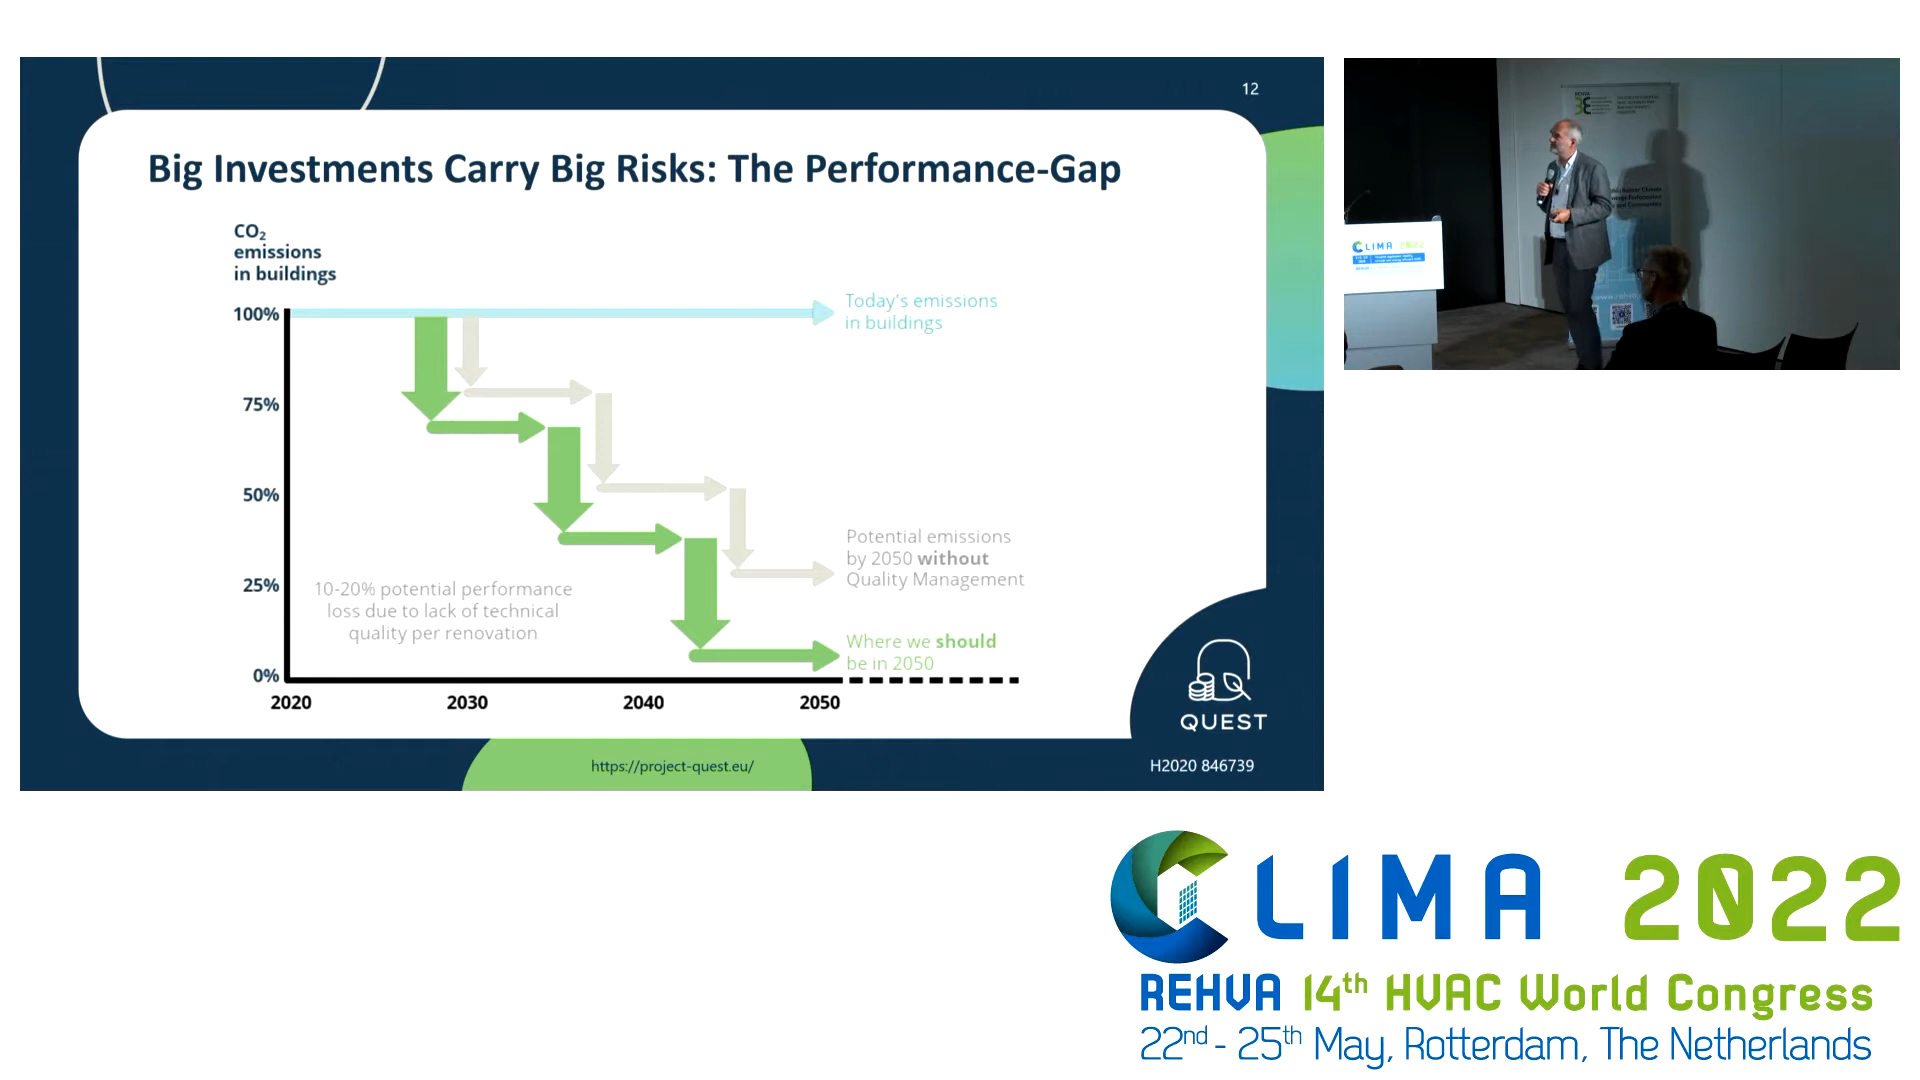 12
Big Investments Carry Big Risks: The Performance-Gap
CO₂
emissions
in buildings
100%
75%
50%
25%
0%
2020
2030
2040
2050
Today's emissions
in buildings
Potential emissions
by 2050 without
Quality Management
Where we should
be in 2050
10-20% potential performance
loss due to lack of technical
quality per renovation
QUEST
https://project-quest.eu/
H2020 846739
REHVA
CLIMA 2022
CLIMA 2022
REHVA 14th HVAC World Congress
22nd - 25th May, Rotterdam, The Netherlands